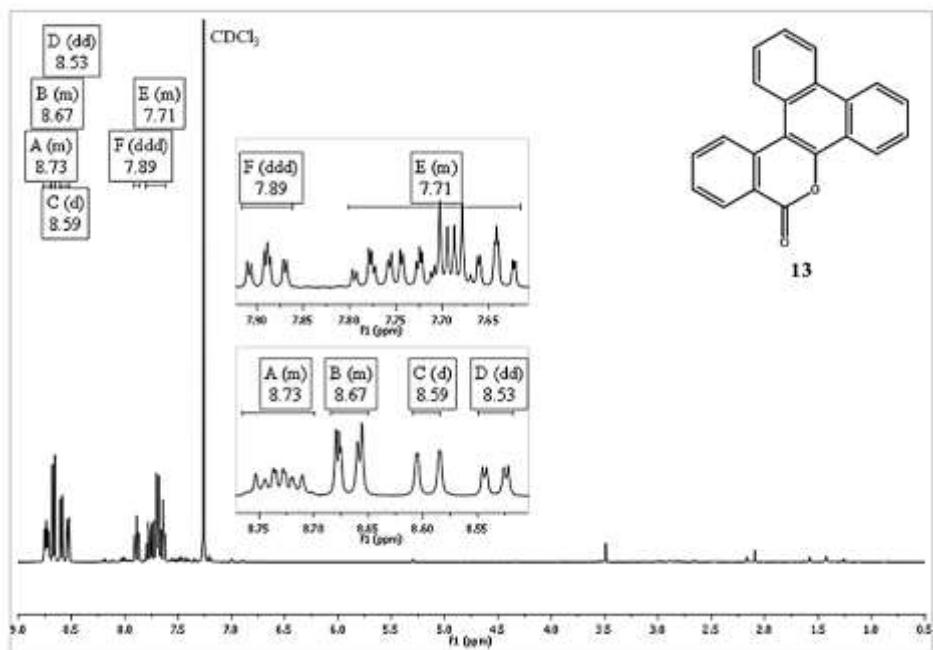 D (dd)
8.53
CDCl3
B (m)
8.67
E (m)
7.71
A (m)
8.73
F (ddd)
7.89
C (d)
8.59
F (ddd)
7.89
E (m)
7.71
7.90 7.85 7.80 7.75 7.70 7.65
f1 (ppm)
A (m)
8.73
B (m)
8.67
C (d)
8.59
D (dd)
8.53
8.75 8.70 8.65 8.60 8.55
f1 (ppm)
O
O
13
9.0 8.5 8.0 7.5 7.0 6.5 6.0 5.5 5.0 4.5 4.0 3.5 3.0 2.5 2.0 1.5 1.0 0.5
f1 (ppm)